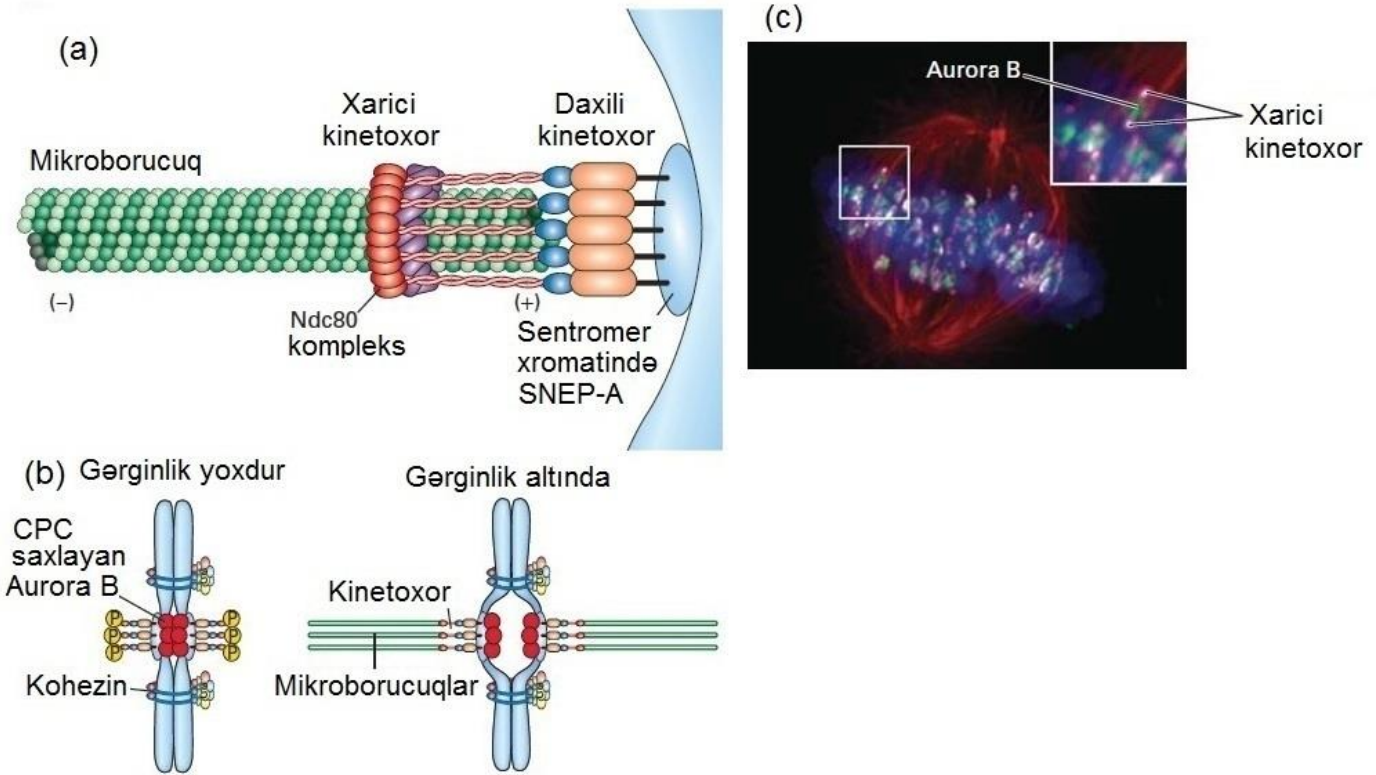 (a)
Mikroborucuq
Xarici
kinetoxor
Daxili
kinetoxor
(–)
(+)
Ndc80
kompleks
Sentromer
xromatində
SNEP-A
(b)
Gərginlik yoxdur
CPC
saxlayan
Aurora B
P
P
P
P
P
P
Kohezin
Gərginlik altında
Kinetoxor
Mikroborucuqlar
(c)
Aurora B
Xarici
kinetoxor